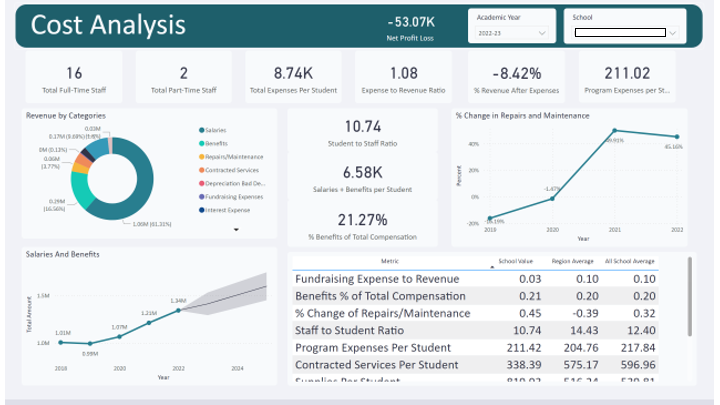 Cost Analysis
-53.07K
Net Profit Loss
Academic Year
2022-23
School
16
Total Full-Time Staff
2
Total Part-Time Staff
8.74K
Total Expenses Per Student
1.08
Expense to Revenue Ratio
-8.42%
% Revenue After Expenses
211.02
Program Expenses per St...
Revenue by Categories
0.03M
0.17M (9.69%)
0M (0.13%)
0.06M
(3.77%)
0.29M
(16.56%)
1.06M (61.31%)
Salaries
Benefits
Repairs/Maintenance
Contracted Services
Depreciation Bad De...
Fundraising Expenses
Interest Expense
10.74
Student to Staff Ratio
6.58K
Salaries + Benefits per Student
21.27%
% Benefits of Total Compensation
% Change in Repairs and Maintenance
Percent
40%
20%
0%
-20%
-1.47%
45.16%
2019
2020
2021
2022
Year
Salaries And Benefits
Total Amount
1.5M
1.0M
1.01M
0.99M
1.07M
1.21M
1.34M
2018
2020
2022
2024
Year
Metric School Value Region Average All School Average
Fundraising Expense to Revenue 0.03 0.10 0.10
Benefits % of Total Compensation 0.21 0.20 0.20
% Change of Repairs/Maintenance 0.45 -0.39 0.32
Staff to Student Ratio 10.74 14.43 12.40
Program Expenses Per Student 211.42 204.76 217.84
Contracted Services Per Student 338.39 575.17 596.96
Supplies Per Student